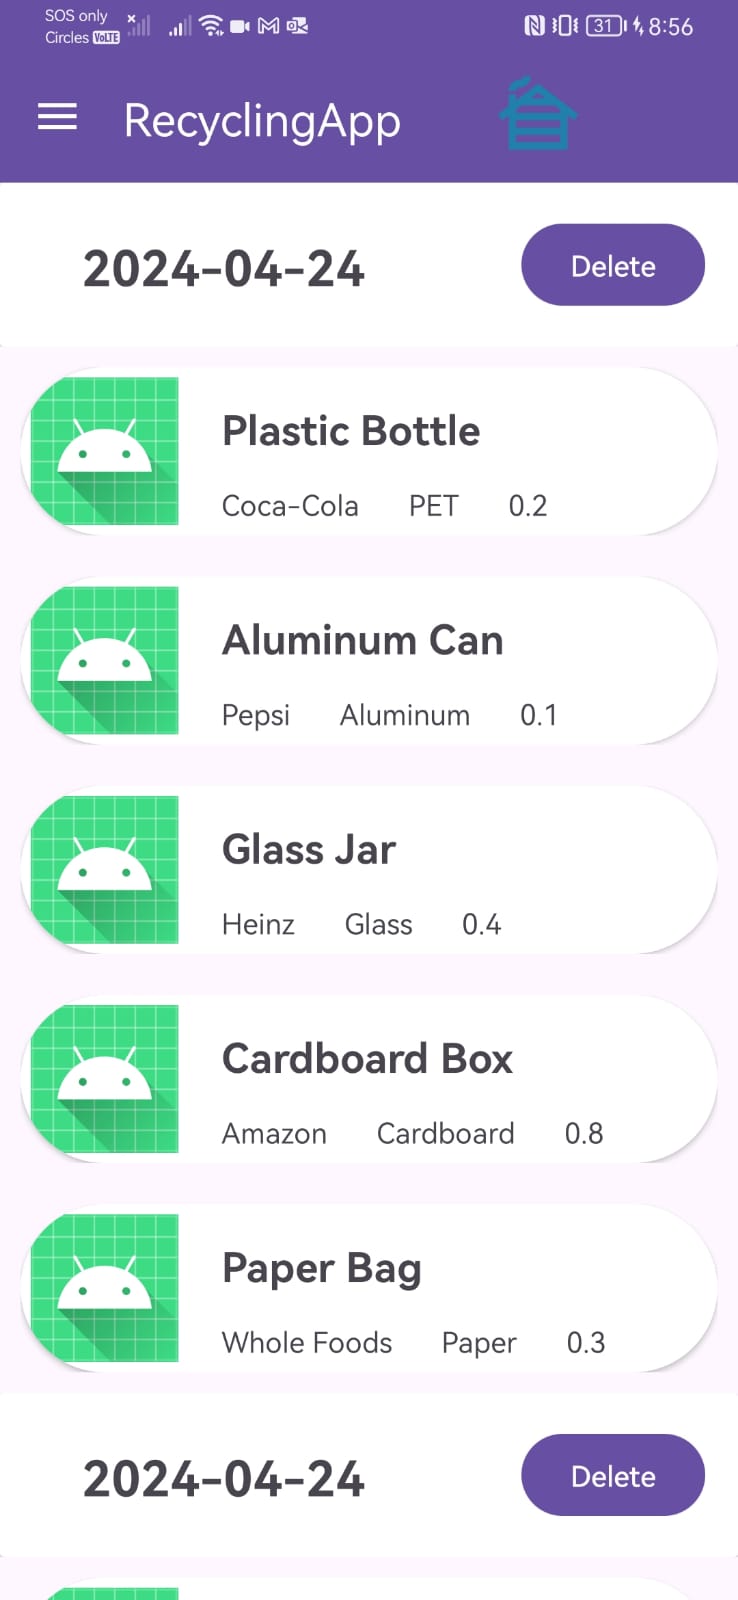 SOS only
Circles VoLTE
31 8:56
RecyclingApp
2024-04-24 Delete
Plastic Bottle
Coca-Cola PET 0.2
Aluminum Can
Pepsi Aluminum 0.1
Glass Jar
Heinz Glass 0.4
Cardboard Box
Amazon Cardboard 0.8
Paper Bag
Whole Foods Paper 0.3
2024-04-24 Delete